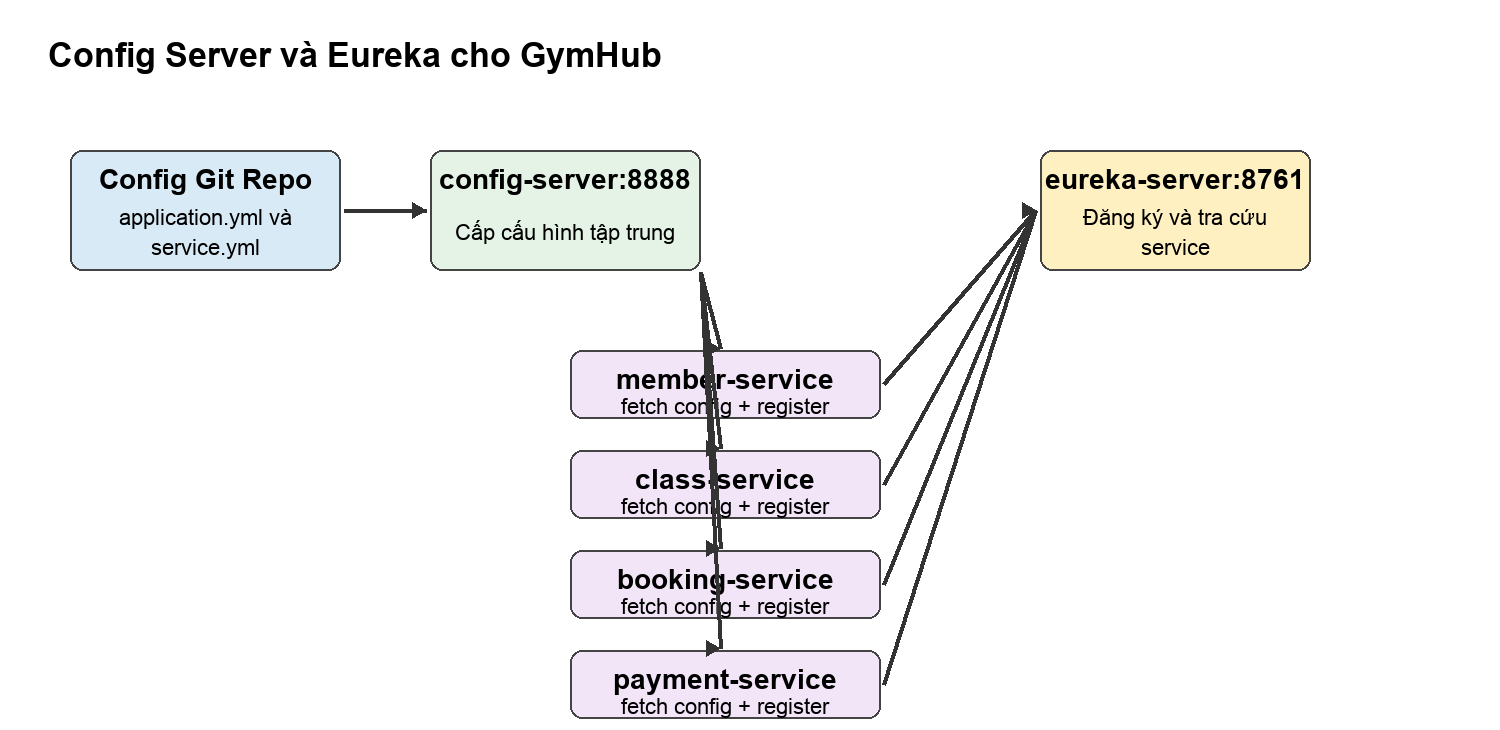 Config Server và Eureka cho GymHub
Config Git Repo
application.yml và
service.yml
config-server:8888
Cấp cấu hình tập trung
eureka-server:8761
Đăng ký và tra cứu
service
member-service
fetch config + register
class-service
fetch config + register
booking-service
fetch config + register
payment-service
fetch config + register